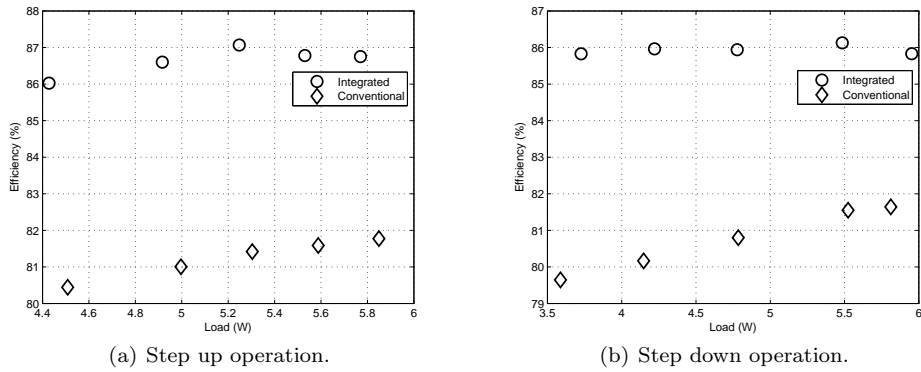 88
87
86
85
84
83
82
81
80
Efficiency (%)
Integrated
Conventional
4.4 4.6 4.8 5 5.2 5.4 5.6 5.8 6
Load (W)
(a) Step up operation.
87
86
85
84
83
82
81
80
79
Efficiency (%)
Integrated
Conventional
3.5 4 4.5 5 5.5 6
Load (W)
(b) Step down operation.